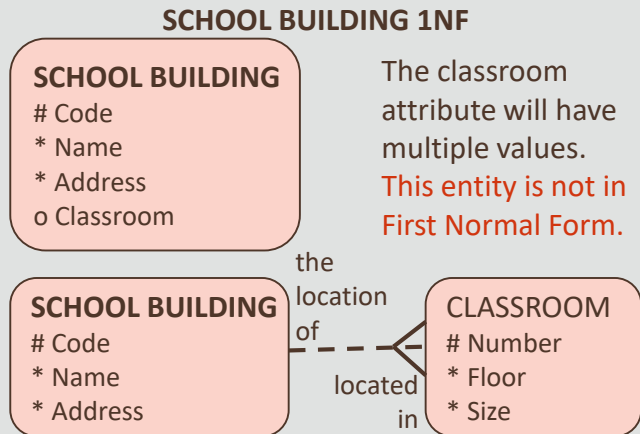 SCHOOL BUILDING 1NF
SCHOOL BUILDING
# Code
* Name
* Address
o Classroom
The classroom
attribute will have
multiple values.
This entity is not in
First Normal Form.
SCHOOL BUILDING
# Code
* Name
* Address
the
location
of
located
in
CLASSROOM
# Number
* Floor
* Size